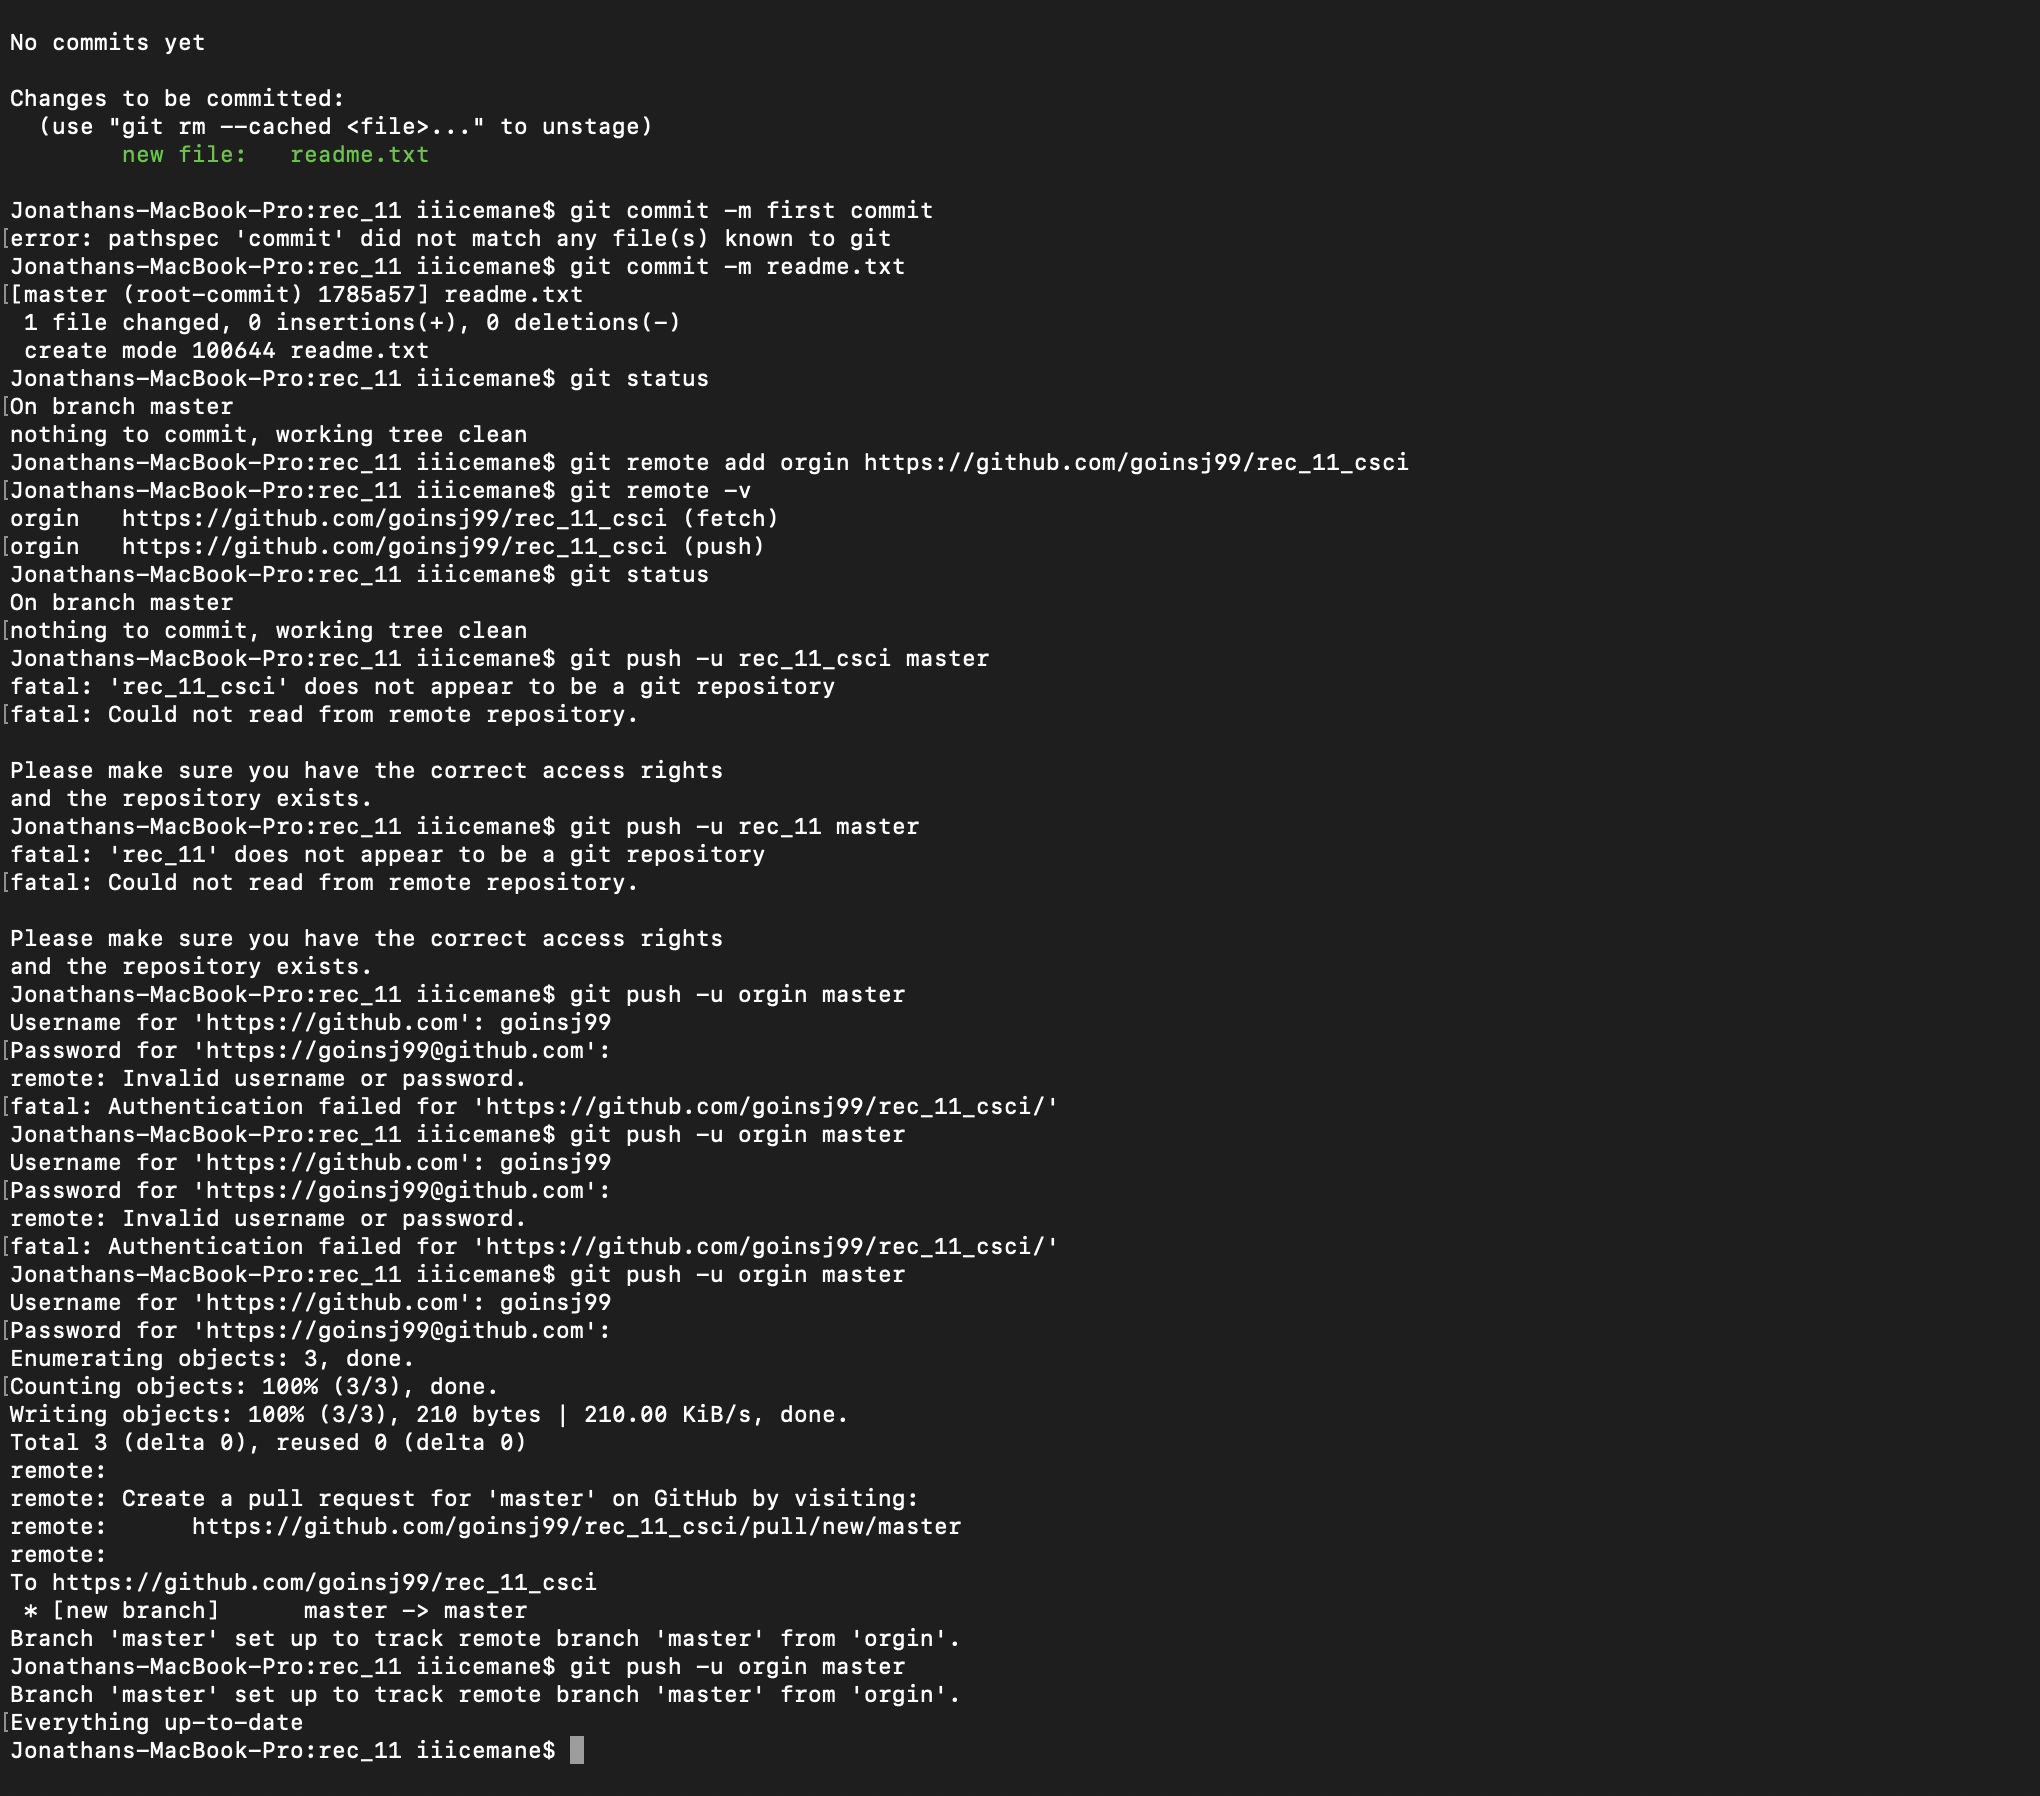 No commits yet
Changes to be committed:
(use "git rm --cached <file>..." to unstage)
new file:   readme.txt
Jonathans-MacBook-Pro:rec_11 iiicemane$ git commit -m first commit
[error: pathspec 'commit' did not match any file(s) known to git
Jonathans-MacBook-Pro:rec_11 iiicemane$ git commit -m readme.txt
[[master (root-commit) 1785a57] readme.txt
1 file changed, 0 insertions(+), 0 deletions(-)
create mode 100644 readme.txt
Jonathans-MacBook-Pro:rec_11 iiicemane$ git status
[On branch master
nothing to commit, working tree clean
Jonathans-MacBook-Pro:rec_11 iiicemane$ git remote add orgin https://github.com/goinsj99/rec_11_csci
[Jonathans-MacBook-Pro:rec_11 iiicemane$ git remote -v
orgin   https://github.com/goinsj99/rec_11_csci (fetch)
[orgin   https://github.com/goinsj99/rec_11_csci (push)
Jonathans-MacBook-Pro:rec_11 iiicemane$ git status
On branch master
[nothing to commit, working tree clean
Jonathans-MacBook-Pro:rec_11 iiicemane$ git push -u rec_11_csci master
fatal: 'rec_11_csci' does not appear to be a git repository
[fatal: Could not read from remote repository.
Please make sure you have the correct access rights
and the repository exists.
Jonathans-MacBook-Pro:rec_11 iiicemane$ git push -u rec_11 master
fatal: 'rec_11' does not appear to be a git repository
[fatal: Could not read from remote repository.
Please make sure you have the correct access rights
and the repository exists.
Jonathans-MacBook-Pro:rec_11 iiicemane$ git push -u orgin master
Username for 'https://github.com': goinsj99
[Password for 'https://goinsj99@github.com':
remote: Invalid username or password.
[fatal: Authentication failed for 'https://github.com/goinsj99/rec_11_csci/'
Jonathans-MacBook-Pro:rec_11 iiicemane$ git push -u orgin master
Username for 'https://github.com': goinsj99
[Password for 'https://goinsj99@github.com':
remote: Invalid username or password.
[fatal: Authentication failed for 'https://github.com/goinsj99/rec_11_csci/'
Jonathans-MacBook-Pro:rec_11 iiicemane$ git push -u orgin master
Username for 'https://github.com': goinsj99
[Password for 'https://goinsj99@github.com':
Enumerating objects: 3, done.
[Counting objects: 100% (3/3), done.
Writing objects: 100% (3/3), 210 bytes | 210.00 KiB/s, done.
Total 3 (delta 0), reused 0 (delta 0)
remote:
remote: Create a pull request for 'master' on GitHub by visiting:
remote:      https://github.com/goinsj99/rec_11_csci/pull/new/master
remote:
To https://github.com/goinsj99/rec_11_csci
* [new branch]      master -> master
Branch 'master' set up to track remote branch 'master' from 'orgin'.
Jonathans-MacBook-Pro:rec_11 iiicemane$ git push -u orgin master
Branch 'master' set up to track remote branch 'master' from 'orgin'.
[Everything up-to-date
Jonathans-MacBook-Pro:rec_11 iiicemane$